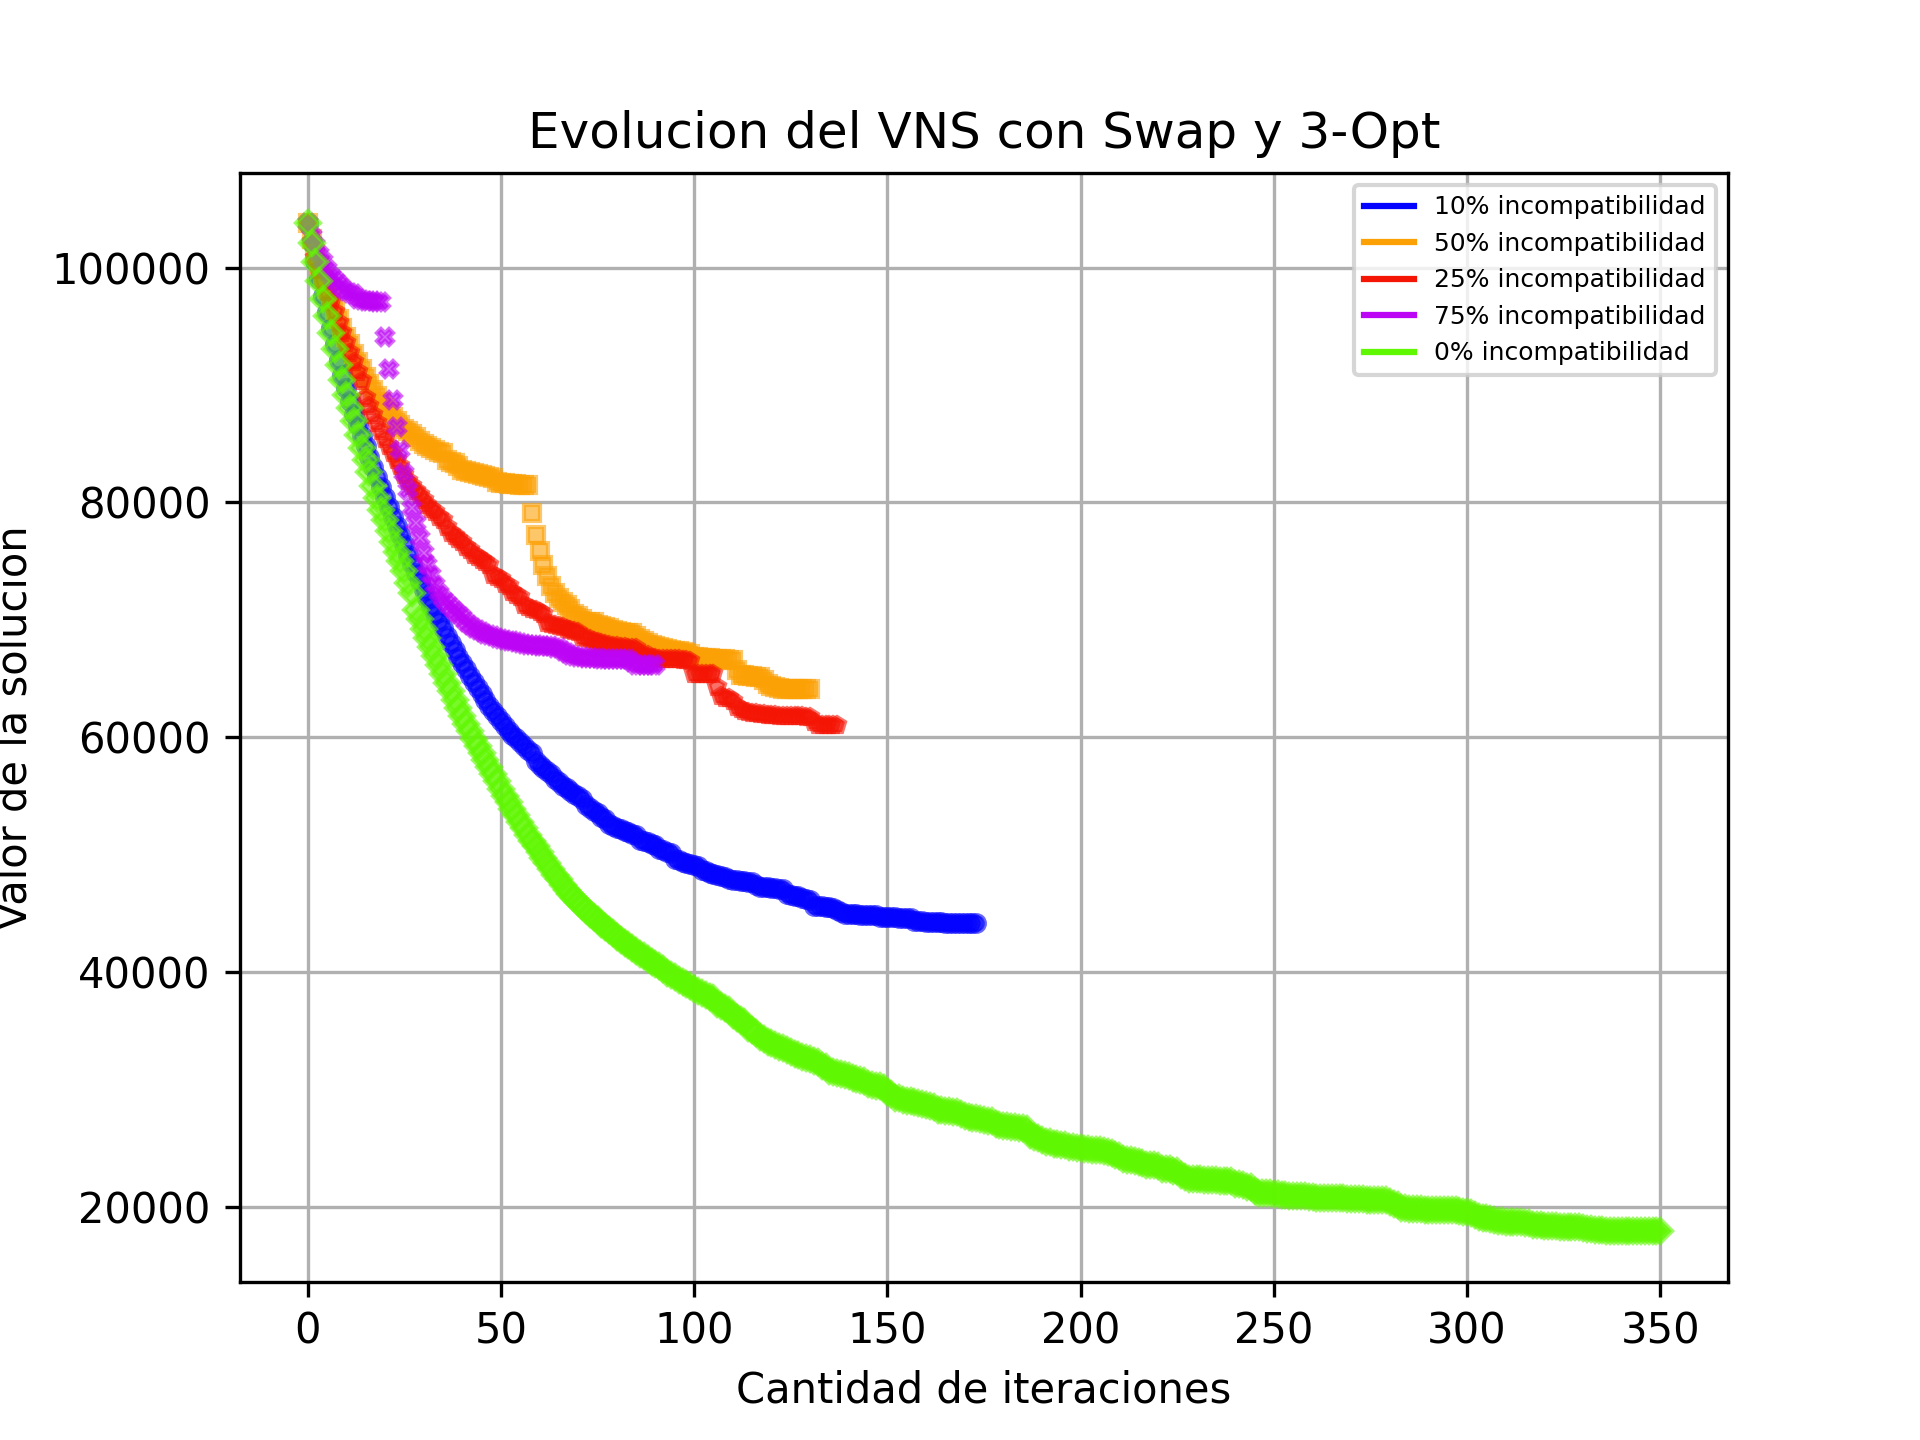 Evolucion del VNS con Swap y 3-Opt
10% incompatibilidad
50% incompatibilidad
25% incompatibilidad
75% incompatibilidad
0% incompatibilidad
Valor de la solucion
100000
80000
60000
40000
20000
0 50 100 150 200 250 300 350
Cantidad de iteraciones